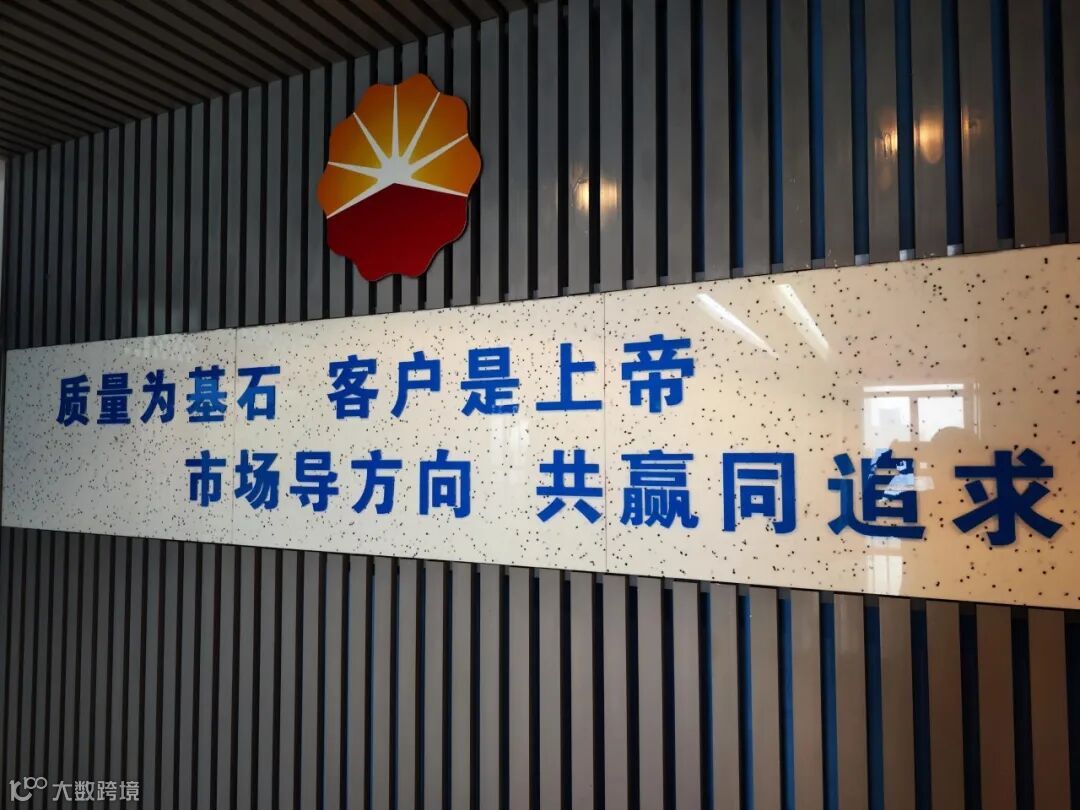 质量为基石 客户是上帝
市场导方向 共赢同追求
大数跨境